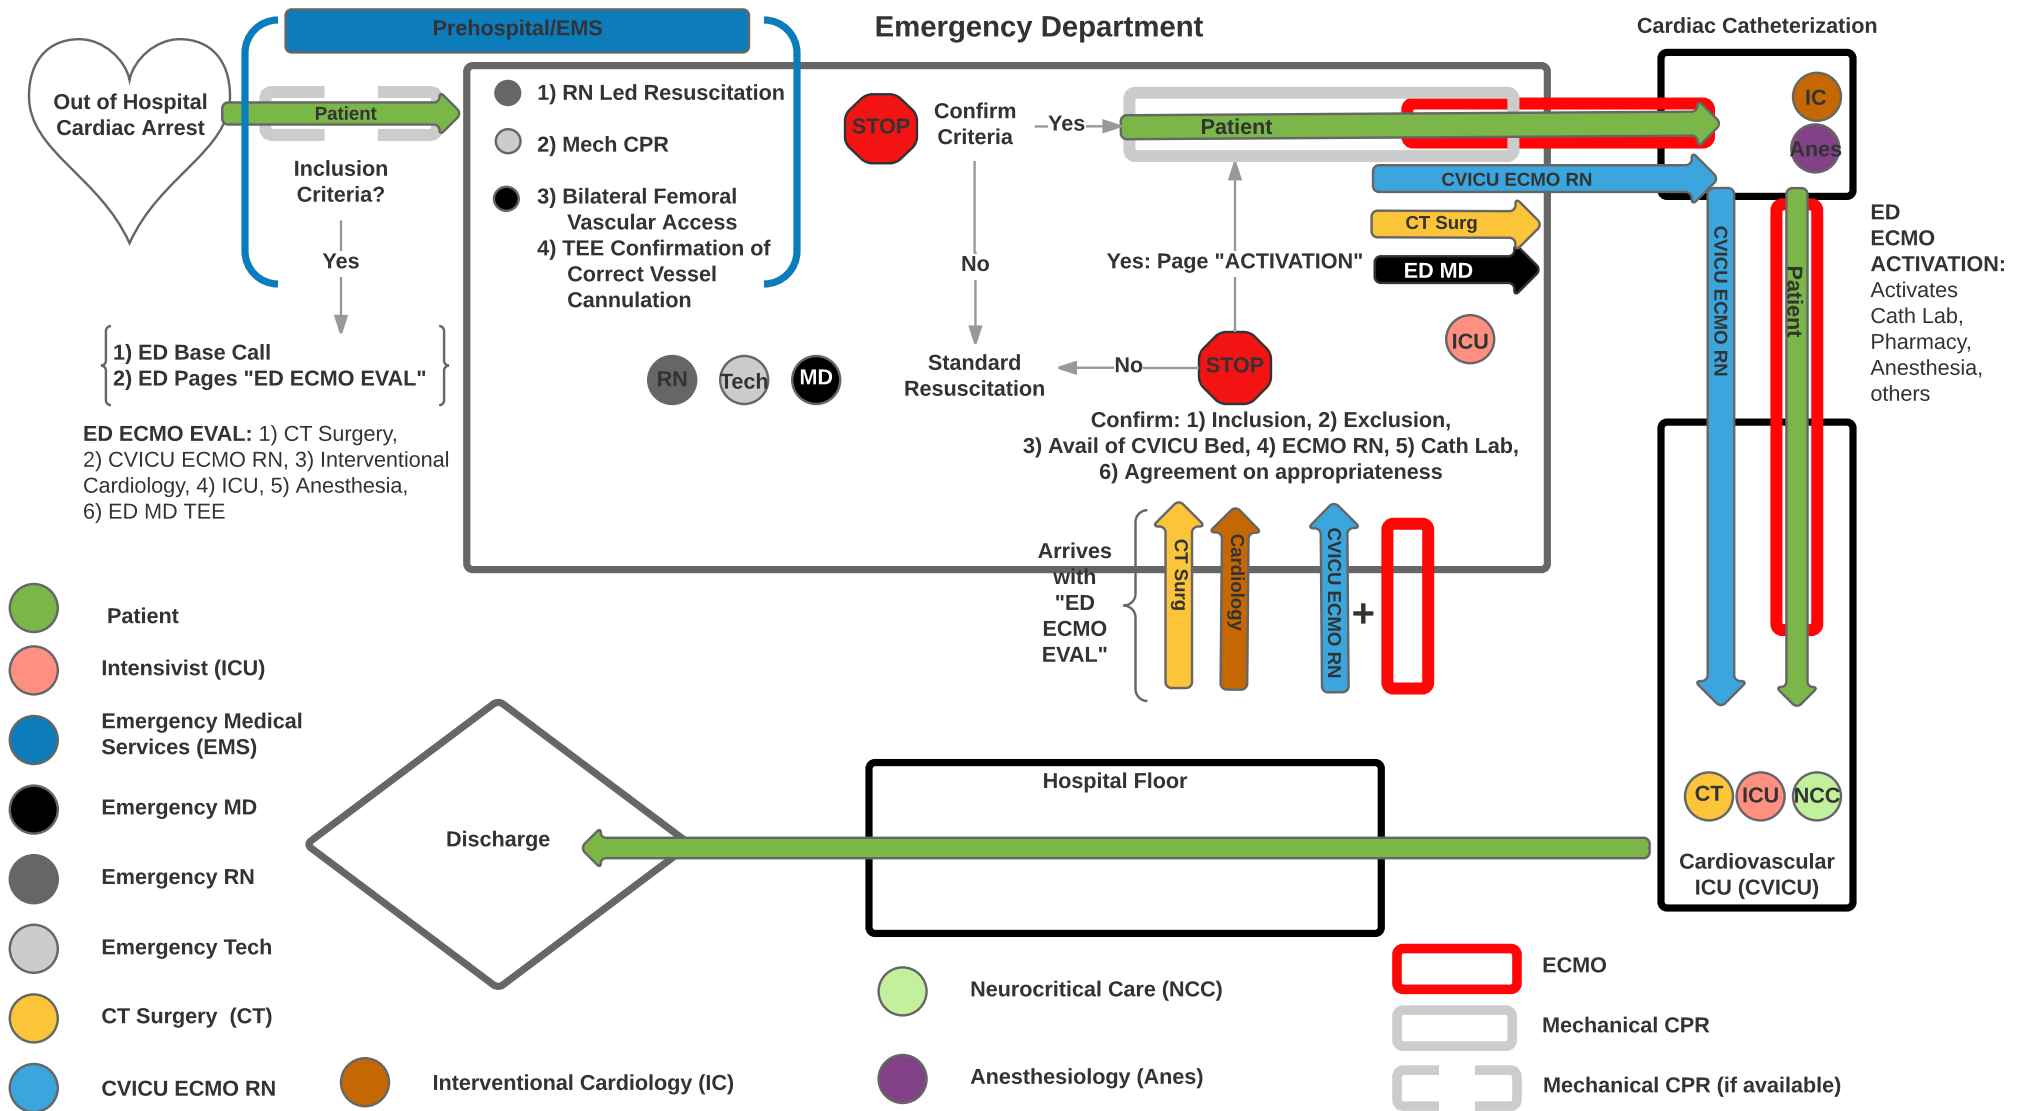 Prehospital/EMS
Emergency Department
Cardiac Catheterization
Out of Hospital
Cardiac Arrest
Patient
Inclusion
Criteria?
Yes
1) ED Base Call
2) ED Pages "ED ECMO EVAL"
ED ECMO EVAL: 1) CT Surgery,
2) CVICU ECMO RN, 3) Interventional
Cardiology, 4) ICU, 5) Anesthesia,
6) ED MD TEE
1) RN Led Resuscitation
2) Mech CPR
3) Bilateral Femoral
Vascular Access
4) TEE Confirmation of
Correct Vessel
Cannulation
RN
Tech
MD
STOP
Confirm
Criteria
Yes
No
Standard
Resuscitation
No
STOP
Yes: Page "ACTIVATION"
Patient
CVICU ECMO RN
CT Surg
ED MD
ICU
Confirm: 1) Inclusion, 2) Exclusion,
3) Avail of CVICU Bed, 4) ECMO RN, 5) Cath Lab,
6) Agreement on appropriateness
Arrives
with
"ED
ECMO
EVAL"
CT Surg
Cardiology
CVICU ECMO RN
+
IC
Anes
CVICU ECMO RN
Patient
ED
ECMO
ACTIVATION:
Activates
Cath Lab,
Pharmacy,
Anesthesia,
others
CT
ICU
NCC
Cardiovascular
ICU (CVICU)
Hospital Floor
Discharge
Patient
Intensivist (ICU)
Emergency Medical
Services (EMS)
Emergency MD
Emergency RN
Emergency Tech
CT Surgery (CT)
CVICU ECMO RN
Interventional Cardiology (IC)
Neurocritical Care (NCC)
Anesthesiology (Anes)
ECMO
Mechanical CPR
Mechanical CPR (if available)